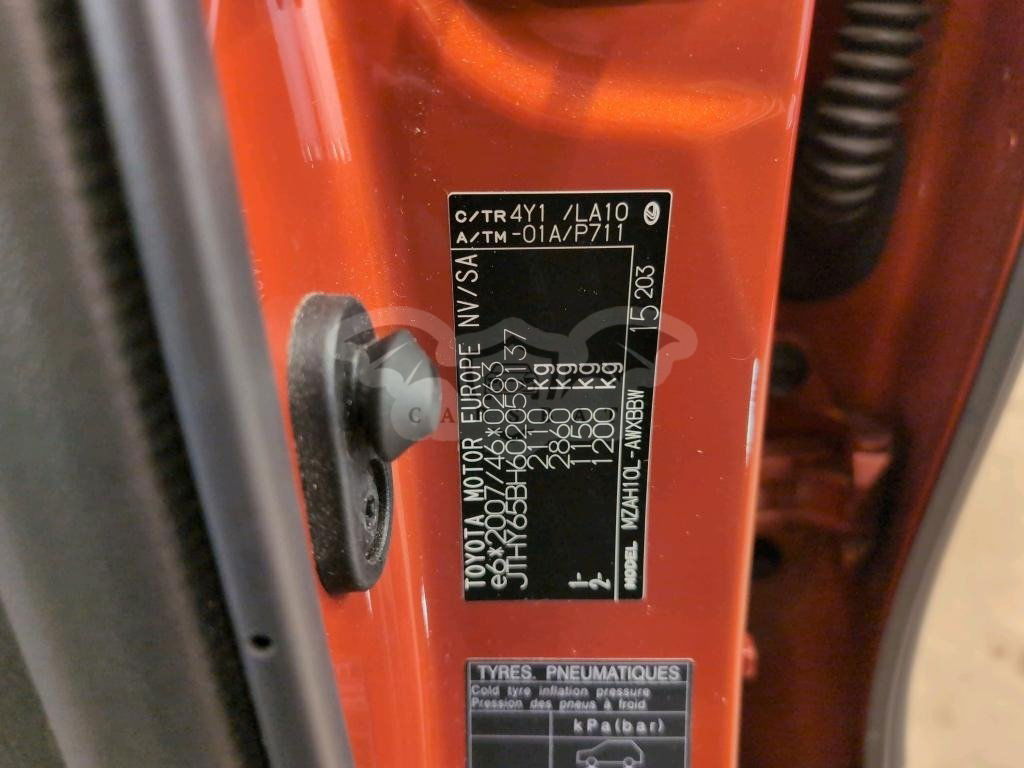 C/TR 4Y1 /LA10
A/TM -01A/P711
TOYOTA MOTOR EUROPE NV/SA
e6*2007/46*0263
JTHY65BH602059137
2110 kg
2860 kg
1- 1150 kg
2- 1200 kg
MODEL MZAH10L-AWXBBW 15 203
TYRES. PNEUMATIQUES
Cold tyre inflation pressure
Pression des pneus à froid
kPa(bar)